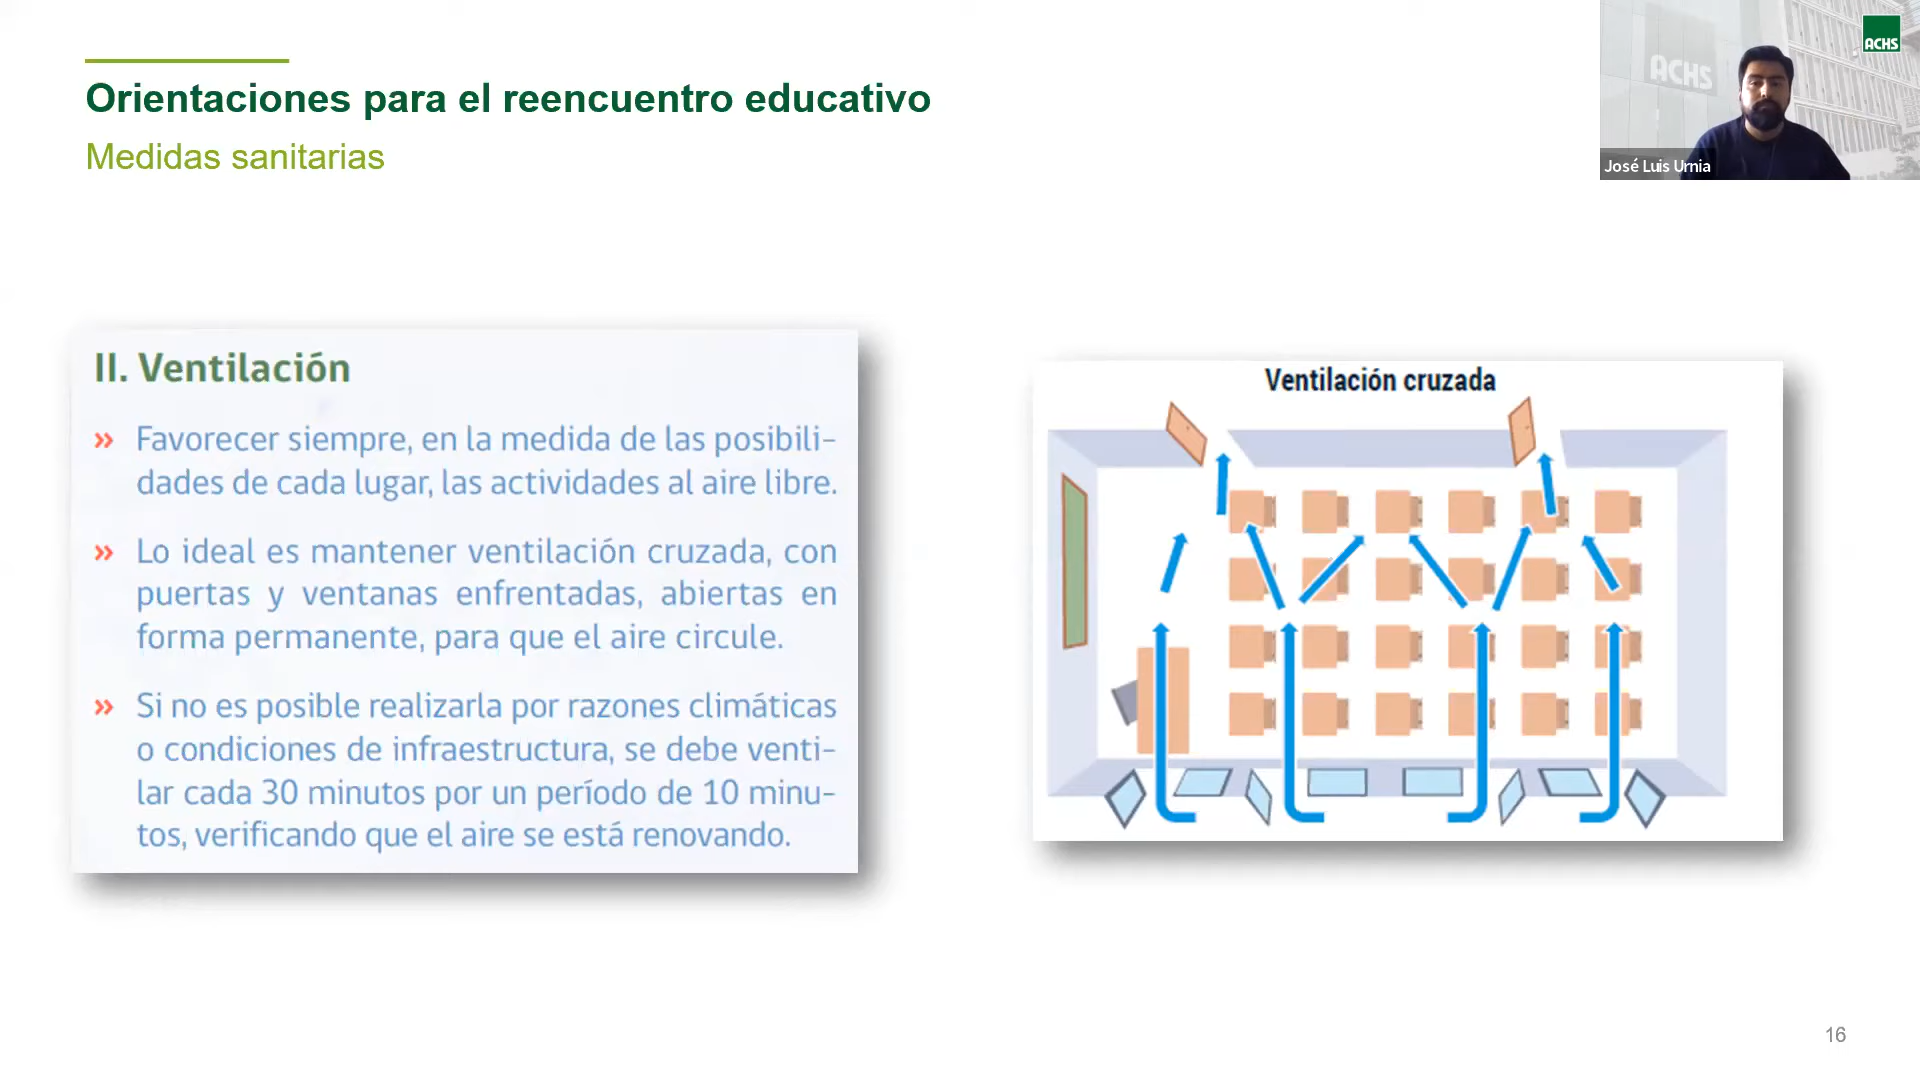 Orientaciones para el reencuentro educativo
Medidas sanitarias
ACHS
ACHS
José Luis Urnia
II. Ventilación
» Favorecer siempre, en la medida de las posibili-
dades de cada lugar, las actividades al aire libre.
» Lo ideal es mantener ventilación cruzada, con
puertas y ventanas enfrentadas, abiertas en
forma permanente, para que el aire circule.
» Si no es posible realizarla por razones climáticas
o condiciones de infraestructura, se debe venti-
lar cada 30 minutos por un período de 10 minu-
tos, verificando que el aire se está renovando.
Ventilación cruzada
16